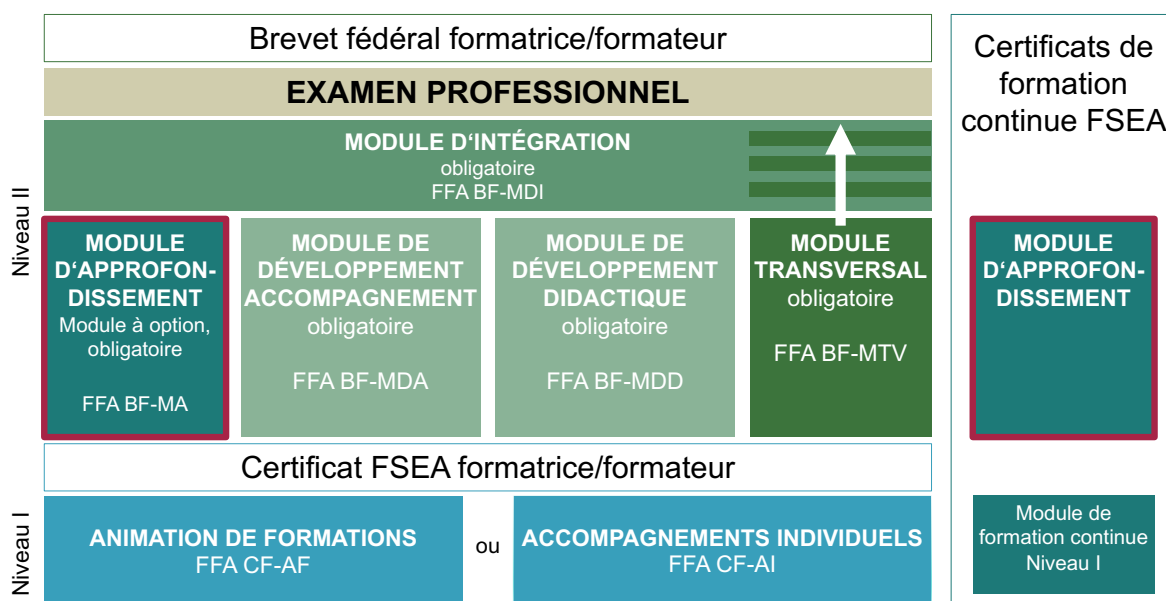 Brevet fédéral formatrice/formateur
EXAMEN PROFESSIONNEL
MODULE D‘INTÉGRATION
obligatoire
FFA BF-MDI
Niveau II
MODULE
D‘APPROFON-
DISSEMENT
Module à option,
obligatoire
FFA BF-MA
MODULE DE
DÉVELOPPEMENT
ACCOMPAGNEMENT
obligatoire
FFA BF-MDA
MODULE DE
DÉVELOPPEMENT
DIDACTIQUE
obligatoire
FFA BF-MDD
MODULE
TRANSVERSAL
obligatoire
FFA BF-MTV
Certificat FSEA formatrice/formateur
Niveau I
ANIMATION DE FORMATIONS
FFA CF-AF
ou
ACCOMPAGNEMENTS INDIVIDUELS
FFA CF-AI
Certificats de
formation
continue FSEA
MODULE
D‘APPROFON-
DISSEMENT
Module de
formation continue
Niveau I